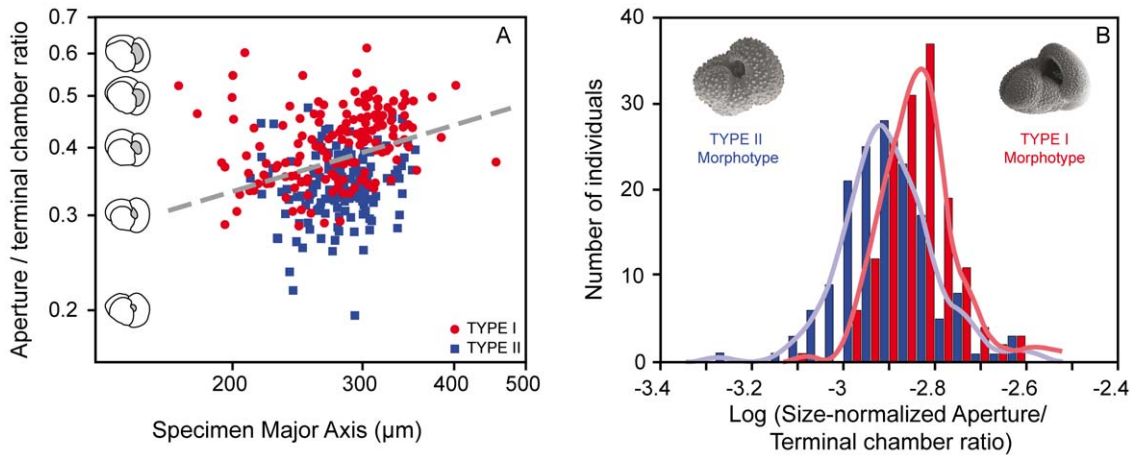 A
Aperture / terminal chamber ratio
0.7
0.6
0.5
0.4
0.3
0.2
TYPE I
TYPE II
200
300
400
500
Specimen Major Axis (µm)
B
Number of individuals
40
30
20
10
0
TYPE II
Morphotype
TYPE I
Morphotype
-3.4
-3.2
-3
-2.8
-2.6
-2.4
Log (Size-normalized Aperture/
Terminal chamber ratio)